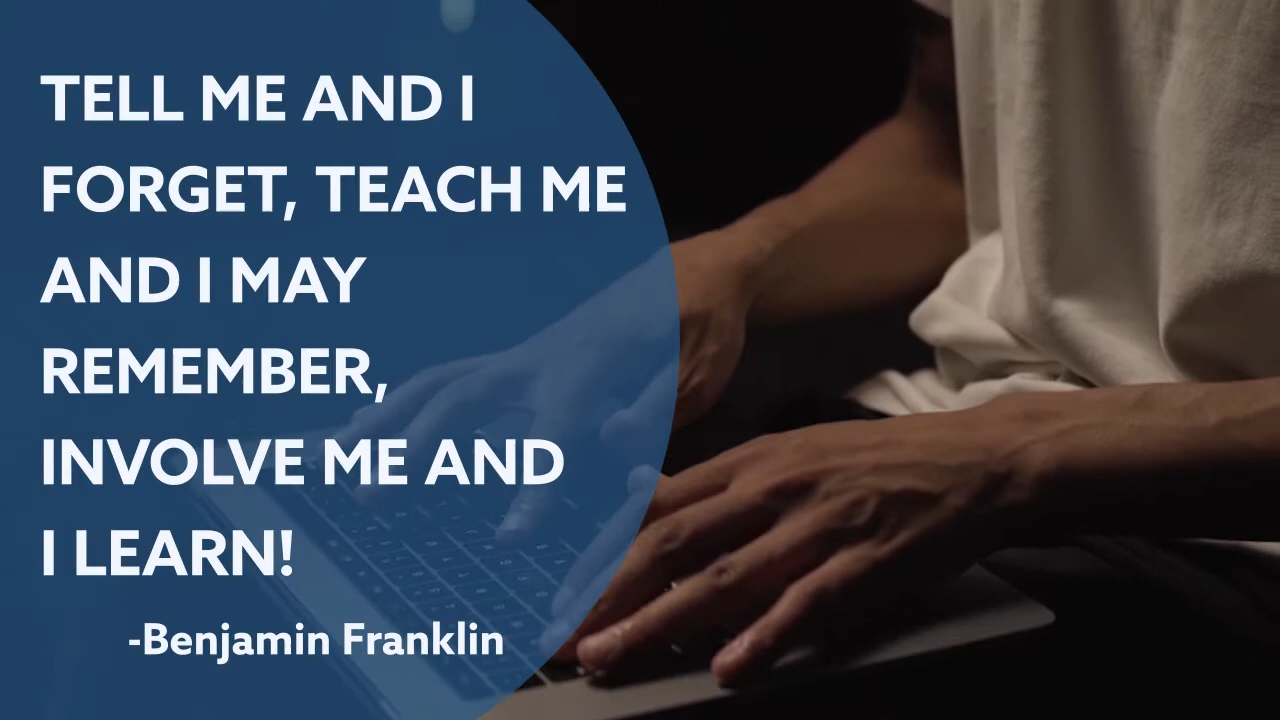 TELL ME AND I
FORGET, TEACH ME
AND I MAY
REMEMBER,
INVOLVE ME AND
I LEARN!
-Benjamin Franklin